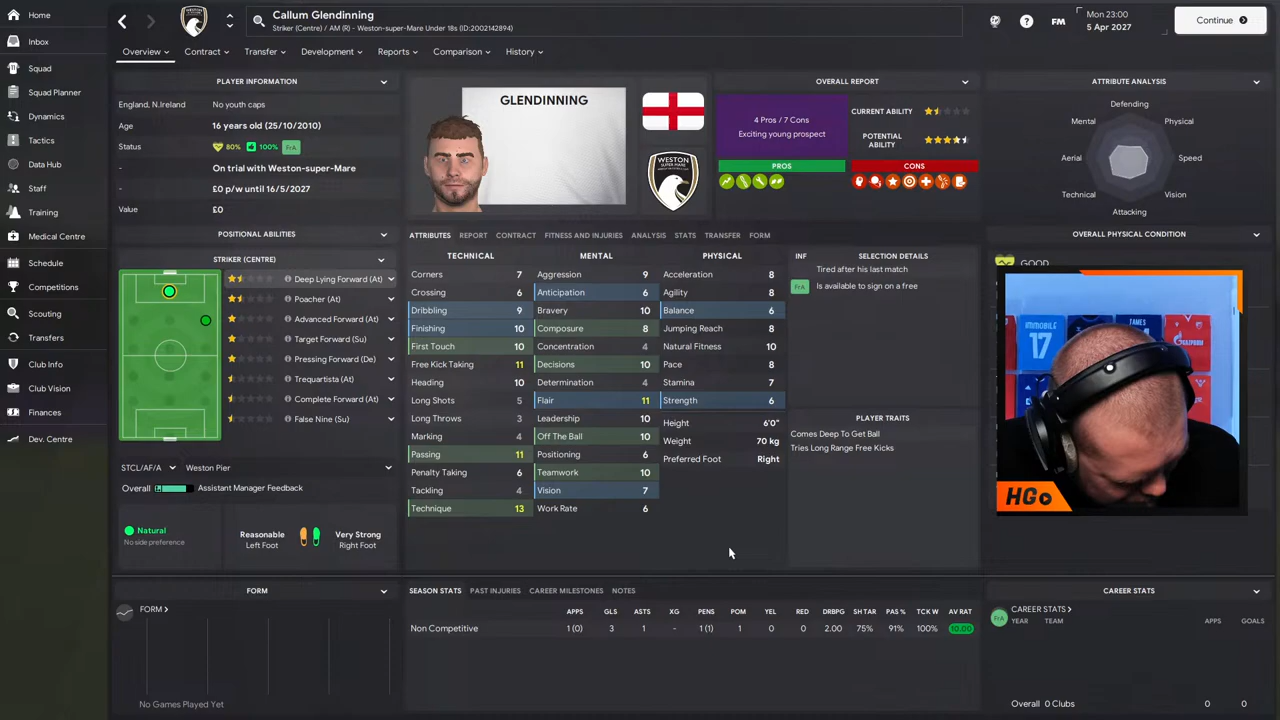 Callum Glendinning
Striker (Centre) / AM (R) - Weston-super-Mare Under 18s (ID:2002142894)
FM
Mon 23:00
5 Apr 2027
Continue
Home
Inbox
Squad
Squad Planner
Dynamics
Tactics
Data Hub
Staff
Training
Medical Centre
Schedule
Competitions
Scouting
Transfers
Club Info
Club Vision
Finances
Dev. Centre
Overview
Contract
Transfer
Development
Reports
Comparison
History
PLAYER INFORMATION
England, N.Ireland No youth caps
Age 16 years old (25/10/2010)
Status 80% 100% FrA
- On trial with Weston-super-Mare
- £0 p/w until 16/5/2027
Value £0
POSITIONAL ABILITIES
STRIKER (CENTRE)
Deep Lying Forward (At)
Poacher (At)
Advanced Forward (At)
Target Forward (Su)
Pressing Forward (De)
Trequartista (At)
Complete Forward (At)
False Nine (Su)
STCL/AF/A Weston Pier
Overall Assistant Manager Feedback
Natural
No side preference
Reasonable
Left Foot
Very Strong
Right Foot
GLENDINNING
WESTON
SUPER MARE
OVERALL REPORT
4 Pros / 7 Cons
Exciting young prospect
CURRENT ABILITY
POTENTIAL
ABILITY
PROS
CONS
ATTRIBUTES REPORT CONTRACT FITNESS AND INJURIES ANALYSIS STATS TRANSFER FORM
TECHNICAL
Corners 7
Crossing 6
Dribbling 9
Finishing 10
First Touch 10
Free Kick Taking 11
Heading 10
Long Shots 5
Long Throws 3
Marking 4
Passing 11
Penalty Taking 6
Tackling 4
Technique 13
MENTAL
Aggression 9
Anticipation 6
Bravery 10
Composure 8
Concentration 4
Decisions 10
Determination 4
Flair 11
Leadership 10
Off The Ball 10
Positioning 6
Teamwork 10
Vision 7
Work Rate 6
PHYSICAL
Acceleration 8
Agility 8
Balance 6
Jumping Reach 8
Natural Fitness 10
Pace 8
Stamina 7
Strength 6
Height 6'0"
Weight 70 kg
Preferred Foot Right
INF SELECTION DETAILS
Tired after his last match
FrA Is available to sign on a free
PLAYER TRAITS
Comes Deep To Get Ball
Tries Long Range Free Kicks
ATTRIBUTE ANALYSIS
Defending
Mental
Physical
Aerial
Speed
Technical
Vision
Attacking
OVERALL PHYSICAL CONDITION
GOOD
IMMOBILE
17
JAMES
GAZPROM
HGo
FORM
FORM >
No Games Played Yet
SEASON STATS PAST INJURIES CAREER MILESTONES NOTES
APPS GLS ASTS XG PENS POM YEL RED DRBPG SH TAR PAS % TCK W AV RAT
Non Competitive 1 (0) 3 1 - 1 (1) 1 0 0 2.00 75% 91% 100% 10.00
CAREER STATS
FrA CAREER STATS >
YEAR TEAM APPS GOALS
Overall 0 Clubs 0 0